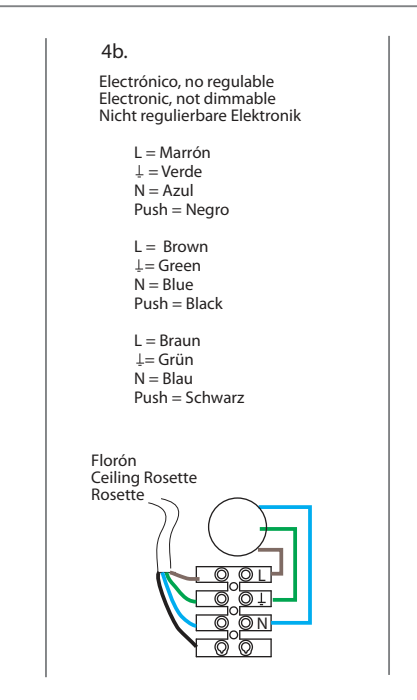 4b.
Electrónico, no regulable
Electronic, not dimmable
Nicht regulierbare Elektronik
L = Marrón
⏚ = Verde
N = Azul
Push = Negro
L = Brown
⏚= Green
N = Blue
Push = Black
L = Braun
⏚= Grün
N = Blau
Push = Schwarz
Florón
Ceiling Rosette
Rosette
L
⏚
N